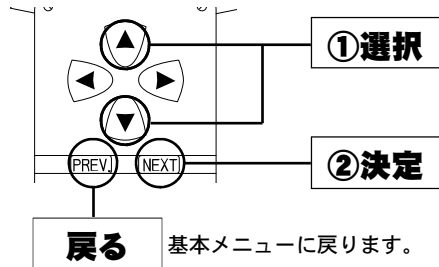 ①選択
PREV.
NEXT
②決定
戻る
基本メニューに戻ります。